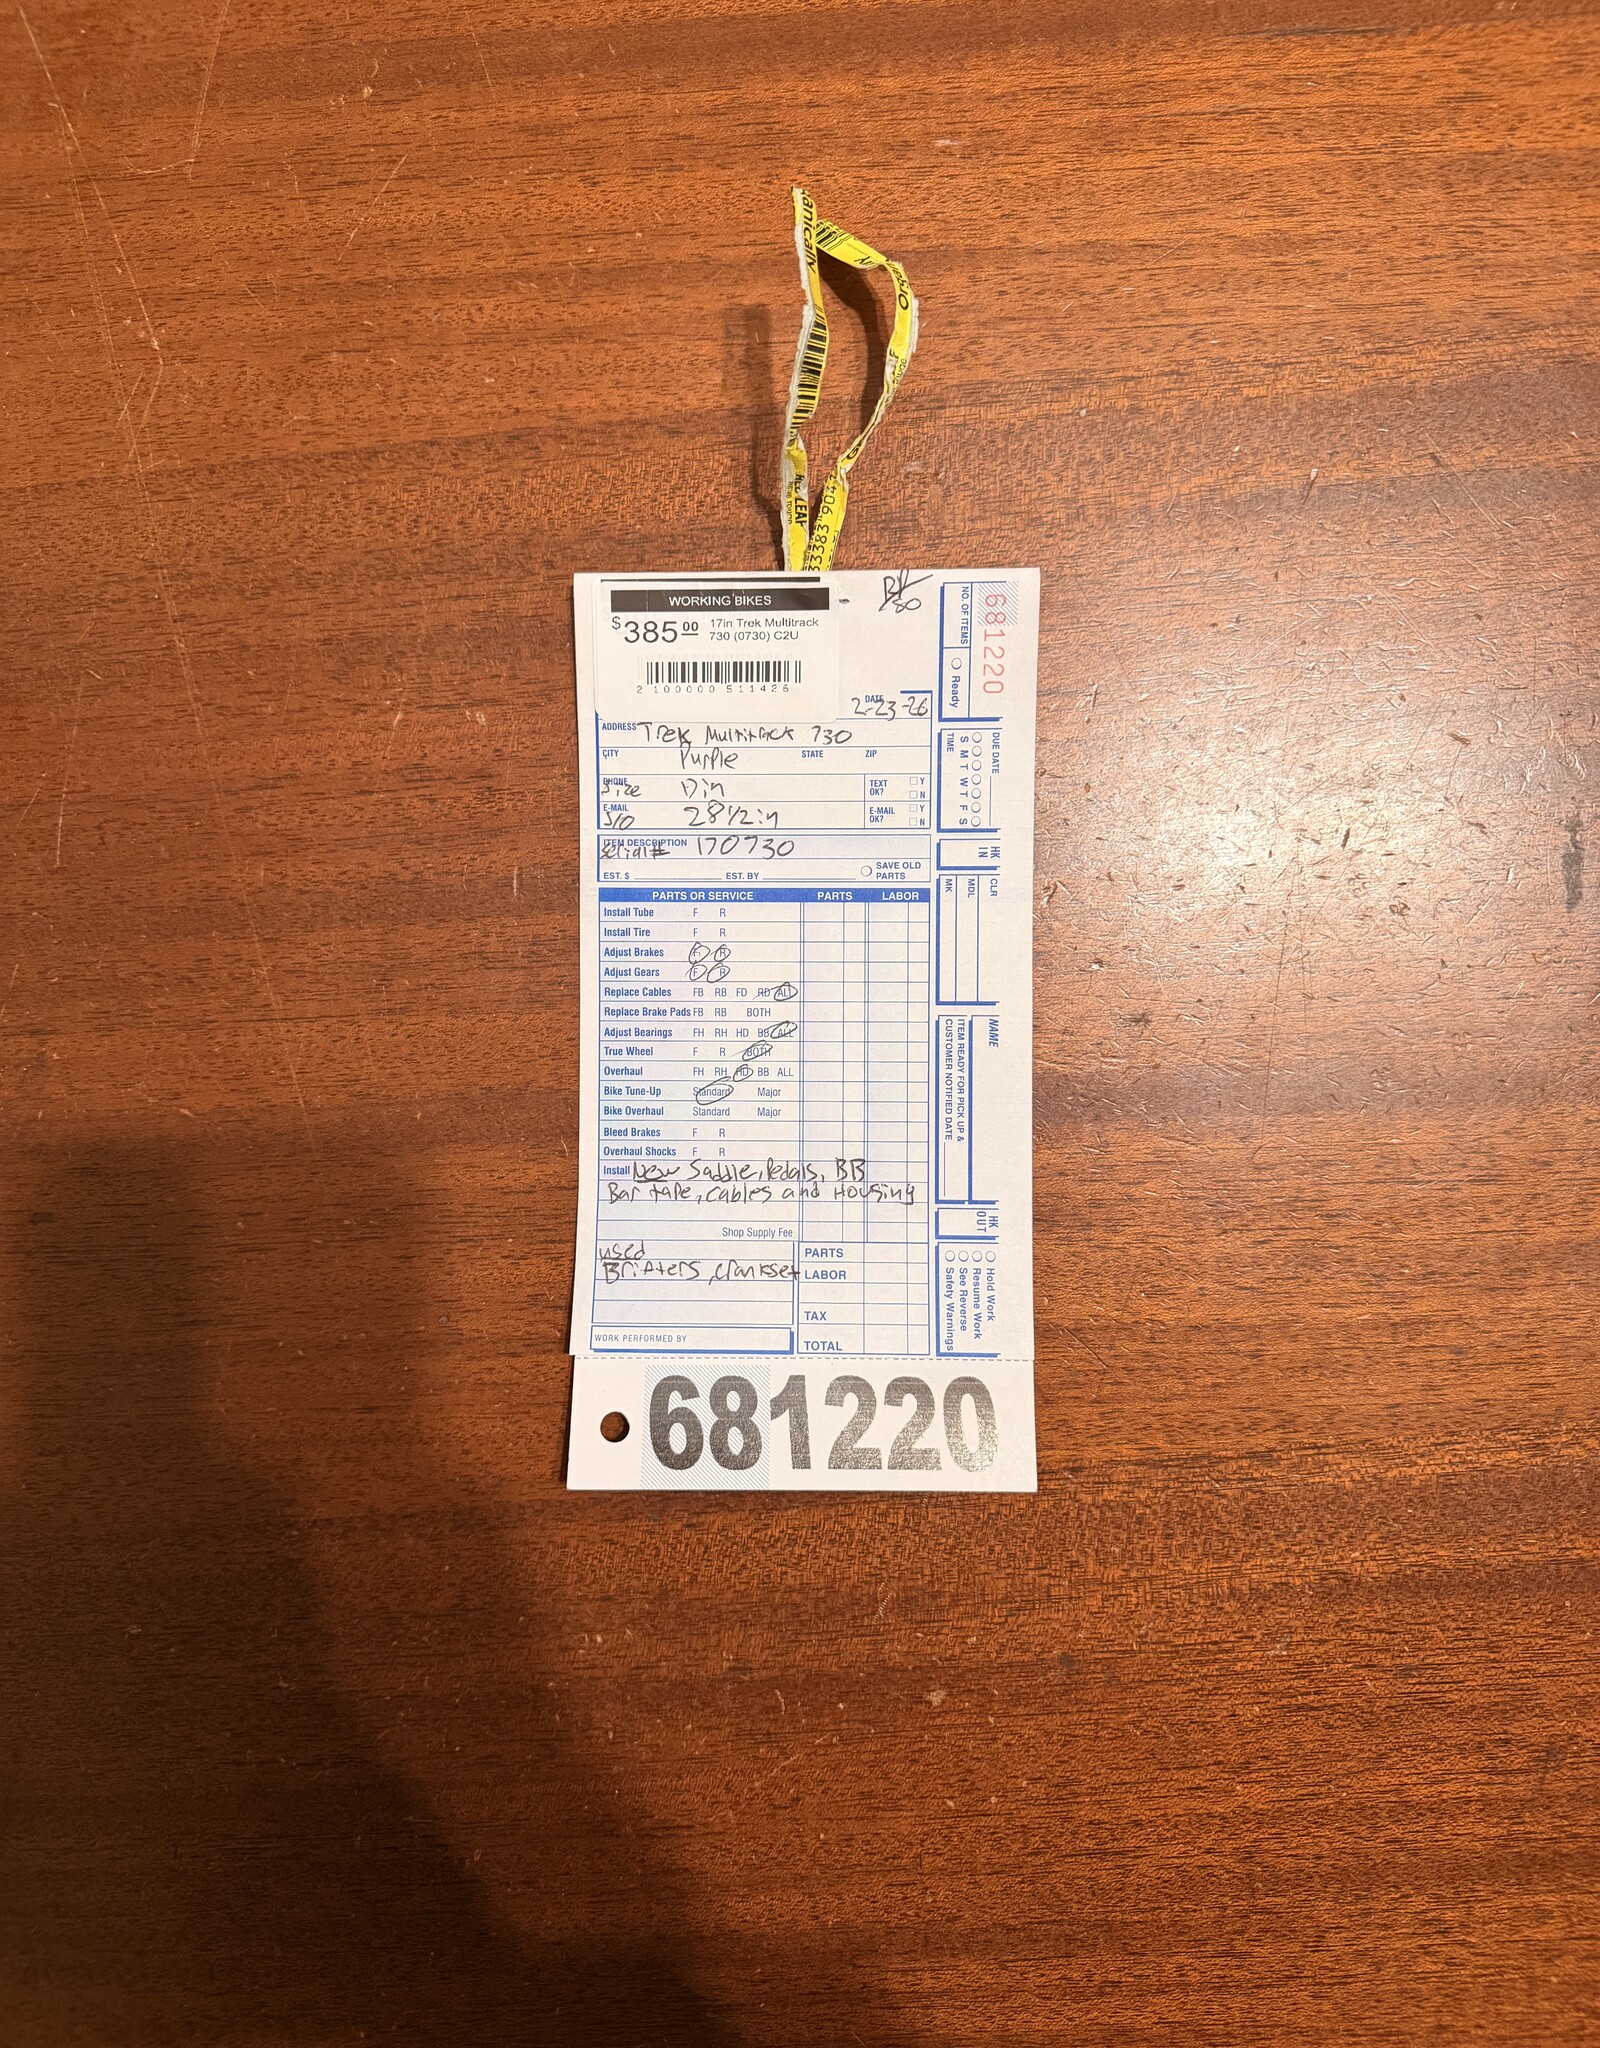 WORKING BIKES
$385.00 17in Trek Multitrack
730 (0730) C2U
2 100000 511426
DATE
2-23-26
ADDRESS Trek Multitrack 730
CITY Purple STATE ZIP
PHONE Size 17in TEXT OK? Y N
E-MAIL S/O 28 1/2in E-MAIL OK? Y N
ITEM DESCRIPTION
Serial# 170730
EST. $ EST. BY SAVE OLD PARTS
PARTS OR SERVICE PARTS LABOR
Install Tube F R
Install Tire F R
Adjust Brakes F R
Adjust Gears F R
Replace Cables FB RB FD RD ALL
Replace Brake Pads FB RB BOTH
Adjust Bearings FH RH HD BB ALL
True Wheel F R BOTH
Overhaul FH RH HD BB ALL
Bike Tune-Up Standard Major
Bike Overhaul Standard Major
Bleed Brakes F R
Overhaul Shocks F R
Install New Saddle, Pedals, BB
Bar tape, cables and Housing
Shop Supply Fee
used
Brifters, crankset
PARTS
LABOR
TAX
TOTAL
WORK PERFORMED BY
681220
681220
NO. OF ITEMS
Ready
DUE DATE
S M T W T F S
TIME
HK IN
CLR
MDL
MK
NAME
ITEM READY FOR PICK UP &
CUSTOMER NOTIFIED DATE
HK OUT
Hold Work
Resume Work
See Reverse
Safety Warnings